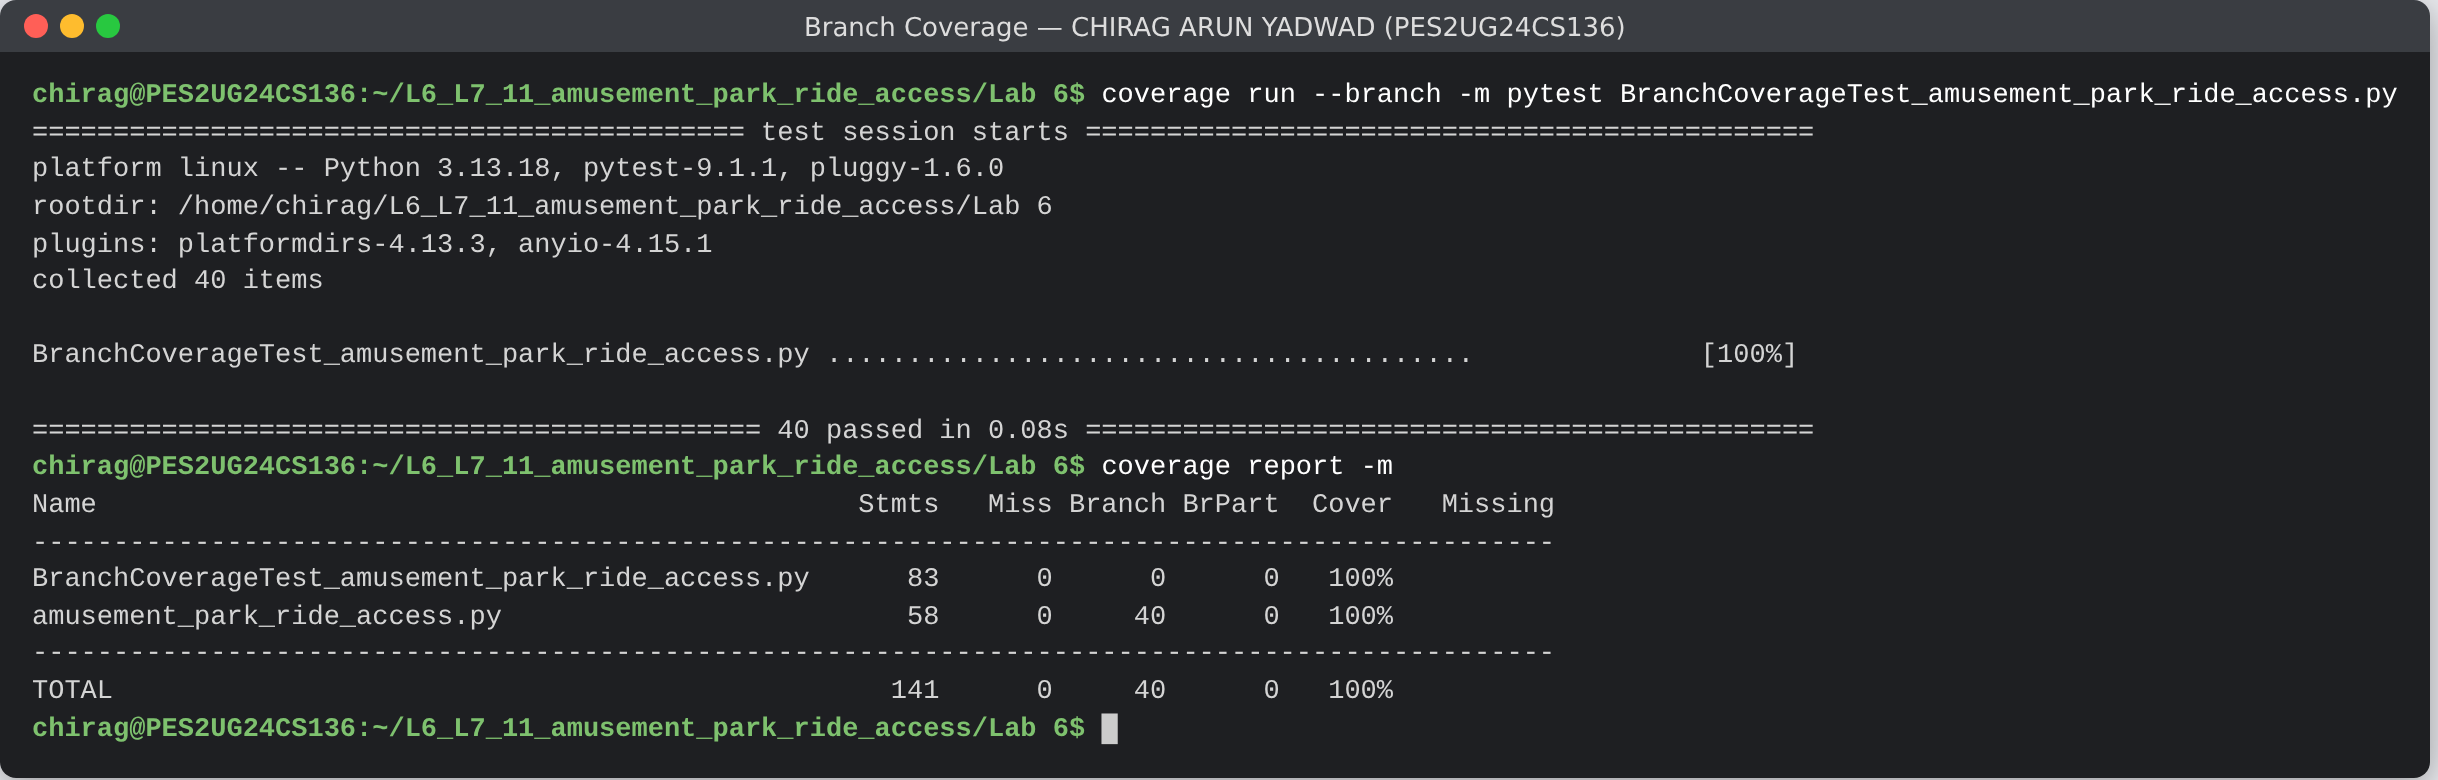 Branch Coverage — CHIRAG ARUN YADWAD (PES2UG24CS136)
chirag@PES2UG24CS136:~/L6_L7_11_amusement_park_ride_access/Lab 6$ coverage run --branch -m pytest BranchCoverageTest_amusement_park_ride_access.py
============================================ test session starts =============================================
platform linux -- Python 3.13.18, pytest-9.1.1, pluggy-1.6.0
rootdir: /home/chirag/L6_L7_11_amusement_park_ride_access/Lab 6
plugins: platformdirs-4.13.3, anyio-4.15.1
collected 40 items
BranchCoverageTest_amusement_park_ride_access.py ........................................              [100%]
============================================= 40 passed in 0.08s =============================================
chirag@PES2UG24CS136:~/L6_L7_11_amusement_park_ride_access/Lab 6$ coverage report -m
Name                                               Stmts   Miss Branch BrPart  Cover   Missing
----------------------------------------------------------------------------------------------
BranchCoverageTest_amusement_park_ride_access.py      83      0      0      0   100%
amusement_park_ride_access.py                         58      0     40      0   100%
----------------------------------------------------------------------------------------------
TOTAL                                                141      0     40      0   100%
chirag@PES2UG24CS136:~/L6_L7_11_amusement_park_ride_access/Lab 6$